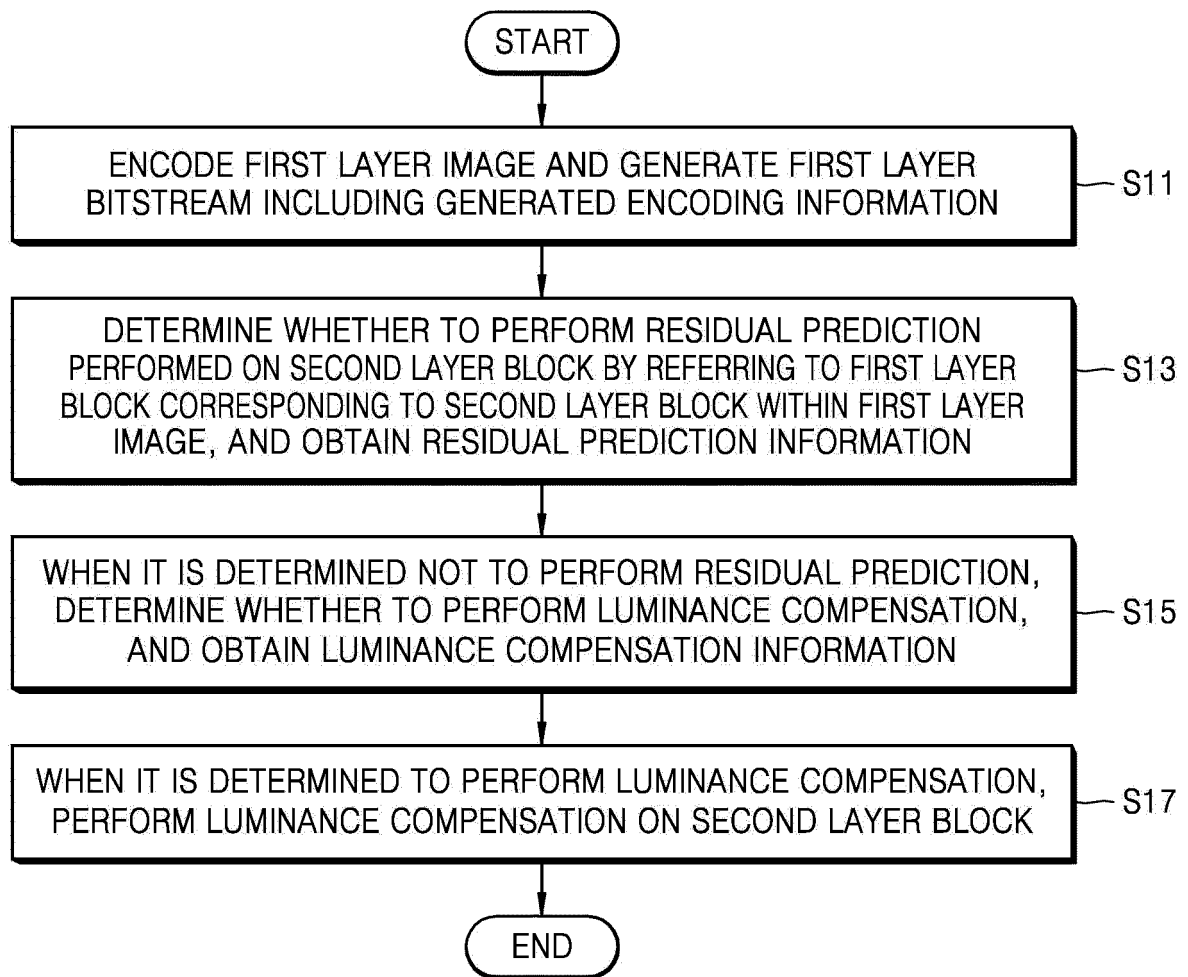 START
ENCODE FIRST LAYER IMAGE AND GENERATE FIRST LAYER
BITSTREAM INCLUDING GENERATED ENCODING INFORMATION
S11
DETERMINE WHETHER TO PERFORM RESIDUAL PREDICTION
PERFORMED ON SECOND LAYER BLOCK BY REFERRING TO FIRST LAYER
BLOCK CORRESPONDING TO SECOND LAYER BLOCK WITHIN FIRST LAYER
IMAGE, AND OBTAIN RESIDUAL PREDICTION INFORMATION
S13
WHEN IT IS DETERMINED NOT TO PERFORM RESIDUAL PREDICTION,
DETERMINE WHETHER TO PERFORM LUMINANCE COMPENSATION,
AND OBTAIN LUMINANCE COMPENSATION INFORMATION
S15
WHEN IT IS DETERMINED TO PERFORM LUMINANCE COMPENSATION,
PERFORM LUMINANCE COMPENSATION ON SECOND LAYER BLOCK
S17
END